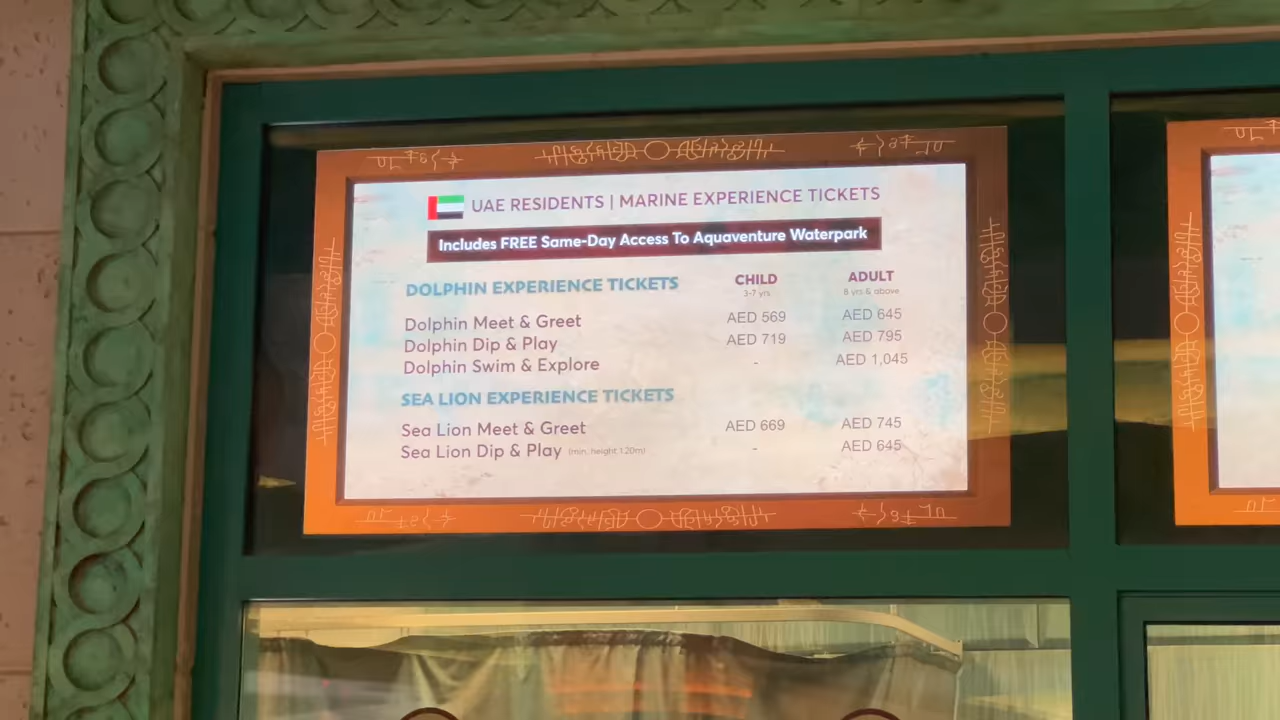 UAE RESIDENTS | MARINE EXPERIENCE TICKETS
Includes FREE Same-Day Access To Aquaventure Waterpark
DOLPHIN EXPERIENCE TICKETS CHILD ADULT
3-7 yrs 8 yrs & above
Dolphin Meet & Greet AED 569 AED 645
Dolphin Dip & Play AED 719 AED 795
Dolphin Swim & Explore - AED 1,045
SEA LION EXPERIENCE TICKETS
Sea Lion Meet & Greet AED 669 AED 745
Sea Lion Dip & Play (min. height 1.20m) - AED 645